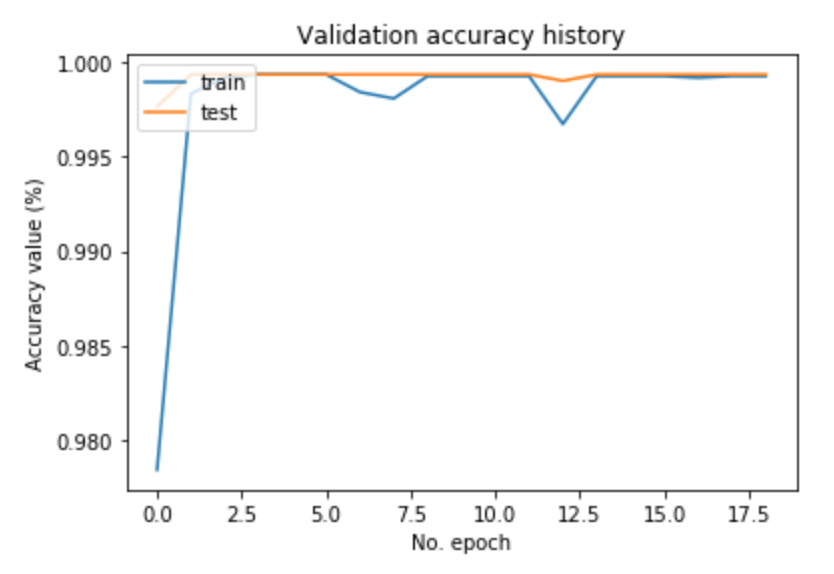 Validation accuracy history
1.000
0.995
0.990
0.985
0.980
Accuracy value (%)
train
test
0.0 2.5 5.0 7.5 10.0 12.5 15.0 17.5
No. epoch